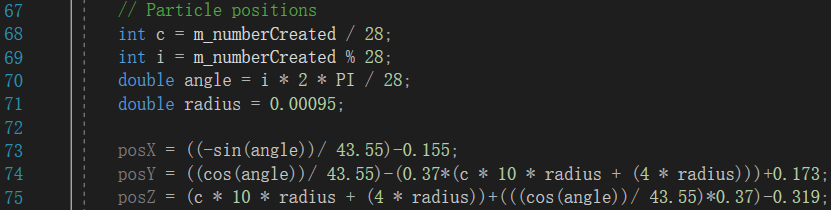 67 // Particle positions
68 int c = m_numberCreated / 28;
69 int i = m_numberCreated % 28;
70 double angle = i * 2 * PI / 28;
71 double radius = 0.00095;
72
73 posX = ((-sin(angle))/ 43.55)-0.155;
74 posY = ((cos(angle))/ 43.55)-(0.37*(c * 10 * radius + (4 * radius)))+0.173;
75 posZ = (c * 10 * radius + (4 * radius))+(((cos(angle))/ 43.55)*0.37)-0.319;